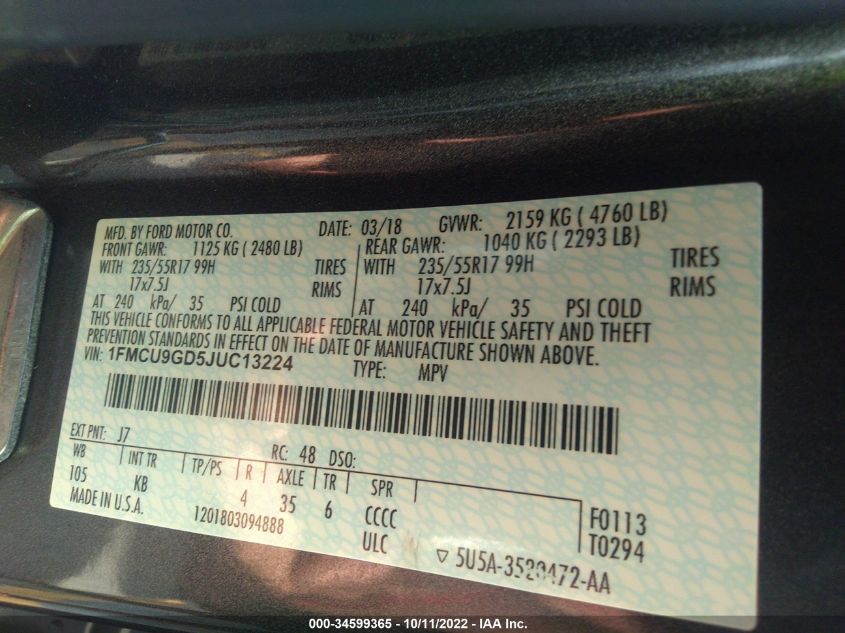 MFD. BY FORD MOTOR CO. DATE: 03/18 GVWR: 2159 KG ( 4760 LB)
FRONT GAWR: 1125 KG ( 2480 LB) REAR GAWR: 1040 KG ( 2293 LB)
WITH 235/55R17 99H TIRES WITH 235/55R17 99H TIRES
17x7.5J RIMS 17x7.5J RIMS
AT 240 kPa/ 35 PSI COLD AT 240 kPa/ 35 PSI COLD
THIS VEHICLE CONFORMS TO ALL APPLICABLE FEDERAL MOTOR VEHICLE SAFETY AND THEFT
PREVENTION STANDARDS IN EFFECT ON THE DATE OF MANUFACTURE SHOWN ABOVE.
VIN: 1FMCU9GD5JUC13224 TYPE: MPV
EXT PNT: J7 RC: 48 DSO:
WB INT TR TP/PS R AXLE TR SPR
105 KB 4 35 6 CCCC F0113
MADE IN U.S.A. 1201803094888 ULC T0294
▽ 5U5A-3520472-AA
000-34599365 - 10/11/2022 - IAA Inc.